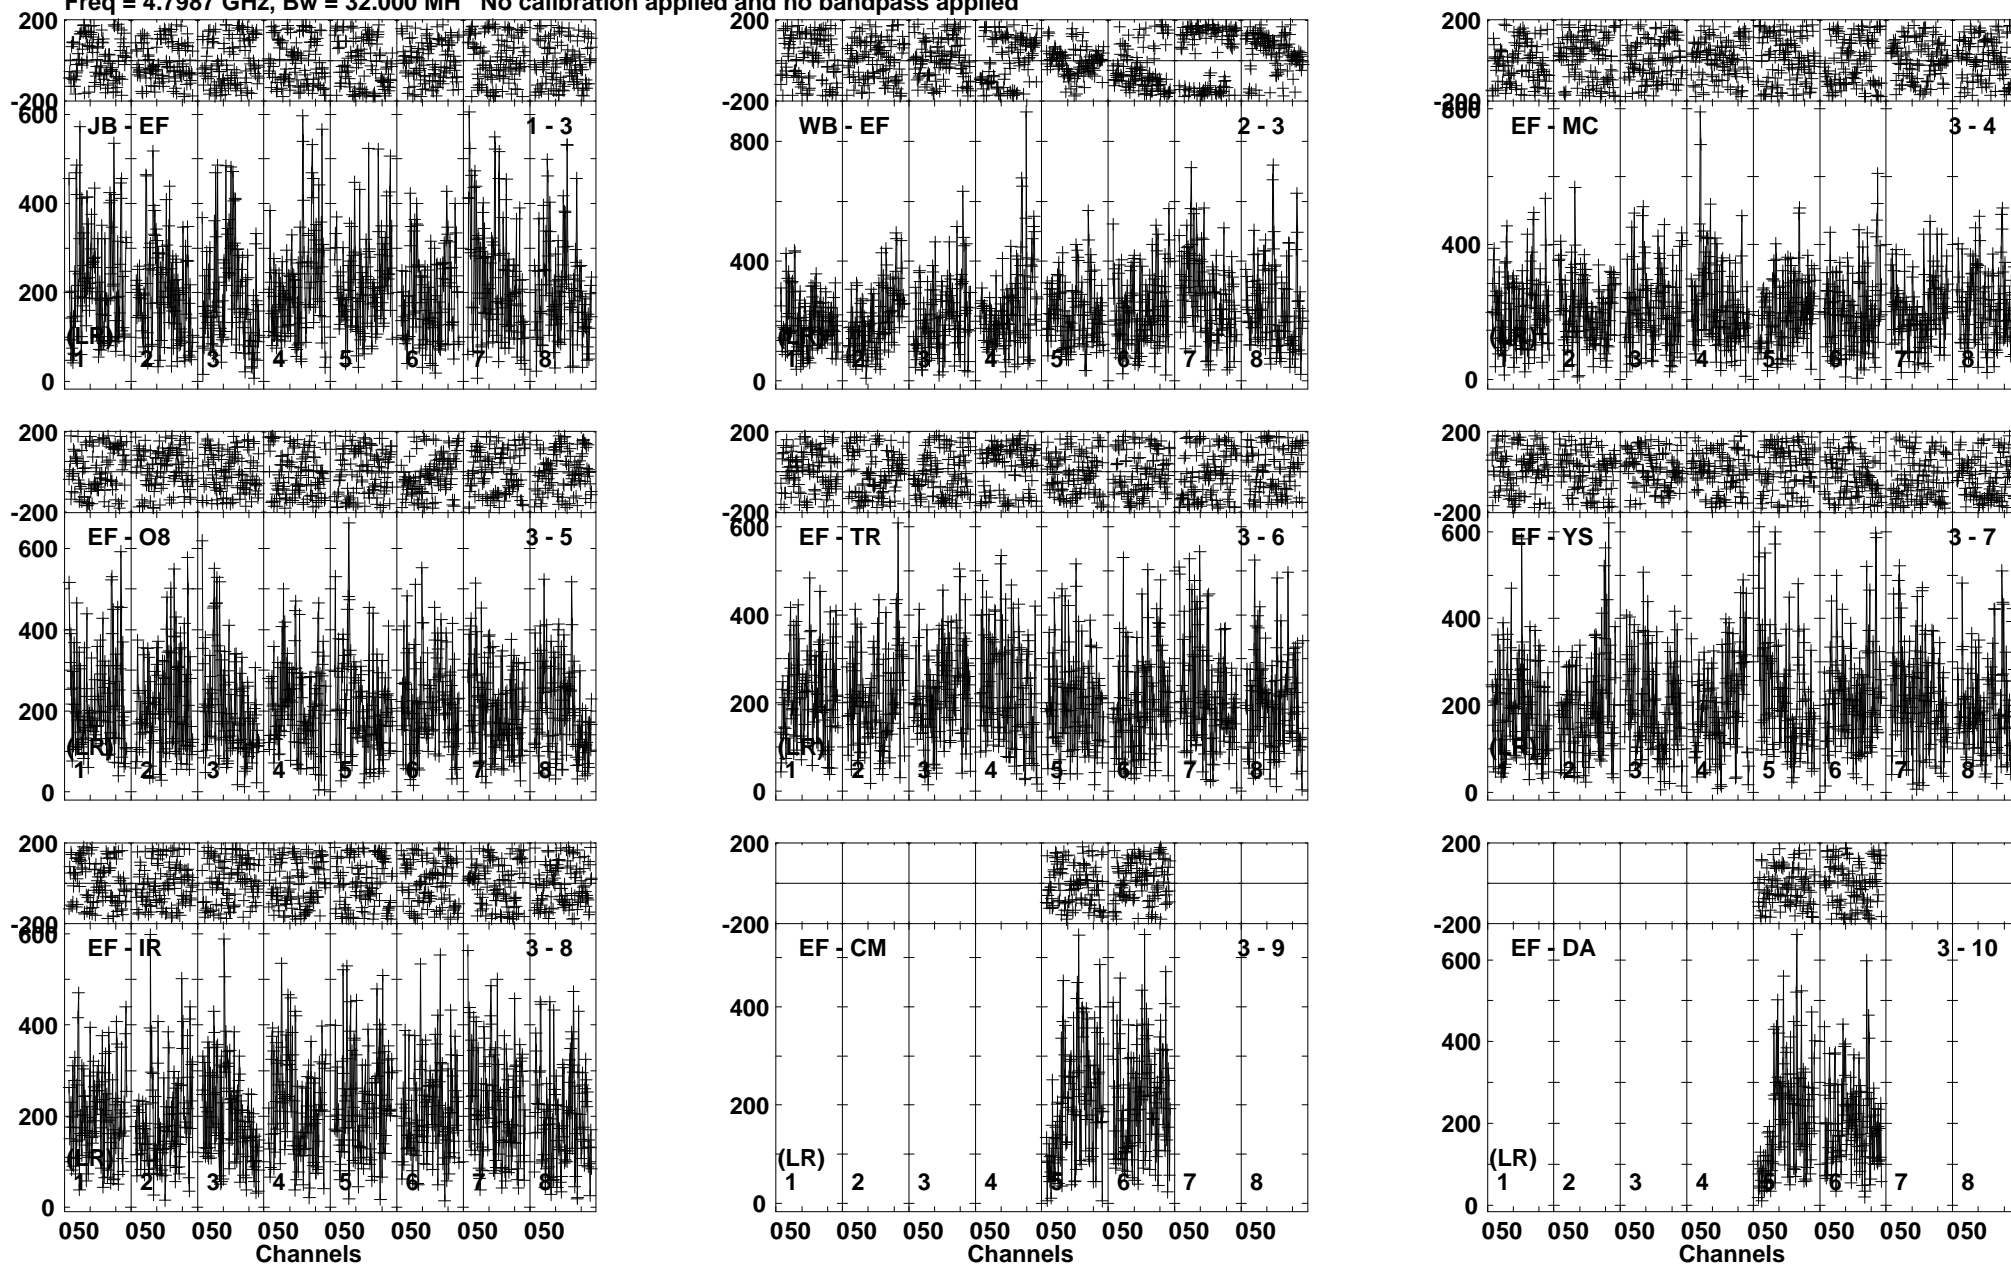 Freq = 4.7987 GHz, Bw = 32.000 MH   No calibration applied and no bandpass applied
200 200 200
-200 -200 -200
600 800
JB - EF 1 - 3 WB - EF 2 - 3 EF - MC 3 - 4
800
400 400 400
200
(LR) (LR) (LR)
1 2 3 4 5 6 7 8 1 2 3 4 5 6 7 8 1 2 3 4 5 6 7 8
0 0 0
200 200 200
-200 -200 -200
600 600 600
EF - O8 3 - 5 EF - TR 3 - 6 EF - YS 3 - 7
400 400 400
200 200 200
(LR) (LR) (LR)
1 2 3 4 5 6 7 8 1 2 3 4 5 6 7 8 1 2 3 4 5 6 7 8
0 0 0
200 200 200
-200 -200 -200
600 600
EF - IR 3 - 8 EF - CM 3 - 9 EF - DA 3 - 10
400 400 400
200 200 200
(LR) (LR) (LR)
1 2 3 4 5 6 7 8 1 2 3 4 5 6 7 8 1 2 3 4 5 6 7 8
0 0 0
050 050 050 050 050 050 050 050 050 050 050 050 050 050 050 050 050 050 050 050 050 050 050 050
Channels Channels Channels